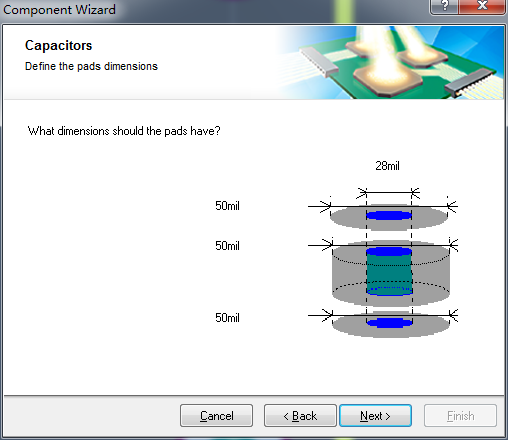 Component Wizard
?
Capacitors
Define the pads dimensions
What dimensions should the pads have?
28mil
50mil
50mil
50mil
Cancel
< Back
Next >
Finish